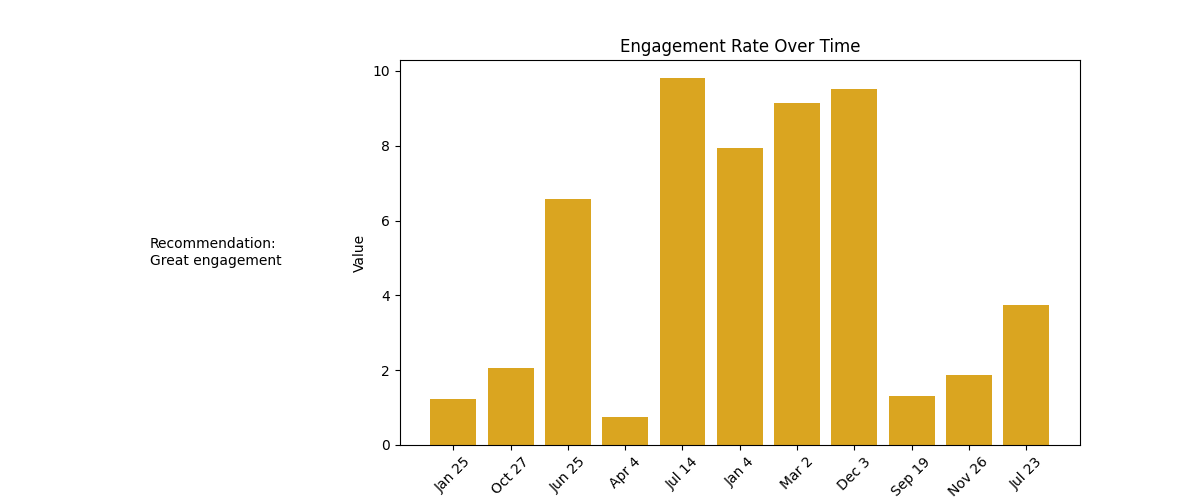 Engagement Rate Over Time
Recommendation:
Great engagement
Value
10
8
6
4
2
0
Jan 25
Oct 27
Jun 25
Apr 4
Jul 14
Jan 4
Mar 2
Dec 3
Sep 19
Nov 26
Jul 23